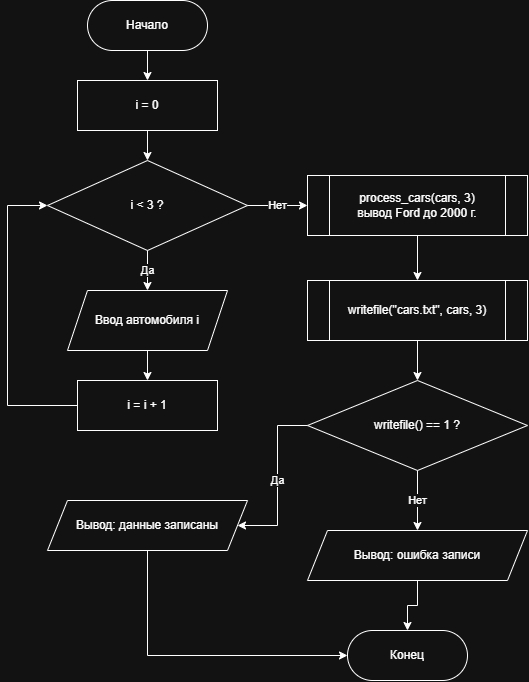 Начало
i = 0
i < 3 ?
Нет
process_cars(cars, 3)
вывод Ford до 2000 г.
Да
Ввод автомобиля i
writefile("cars.txt", cars, 3)
i = i + 1
writefile() == 1 ?
Да
Нет
Вывод: данные записаны
Вывод: ошибка записи
Конец